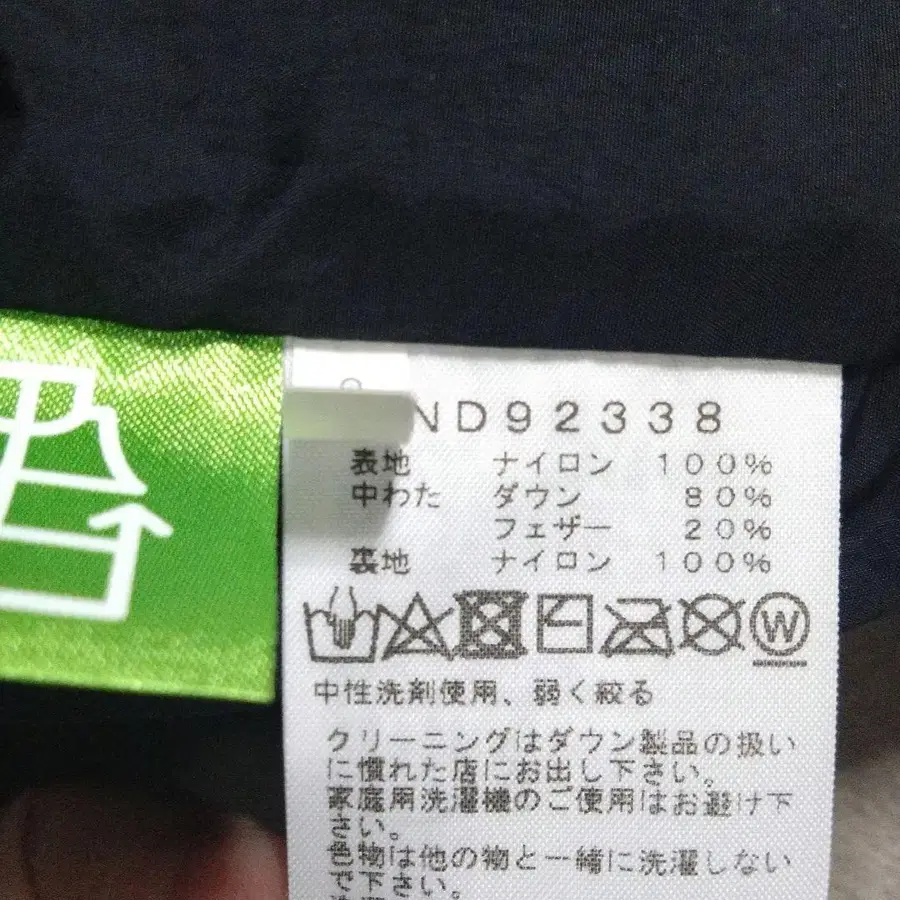 ND92338
表地 ナイロン 100%
中わた ダウン 80%
フェザー 20%
裏地 ナイロン 100%
W
中性洗剤使用、弱く絞る
クリーニングはダウン製品の扱い
に慣れた店にお出し下さい。
家庭用洗濯機のご使用はお避け下
さい。
色物は他の物と一緒に洗濯しない
で下さい。